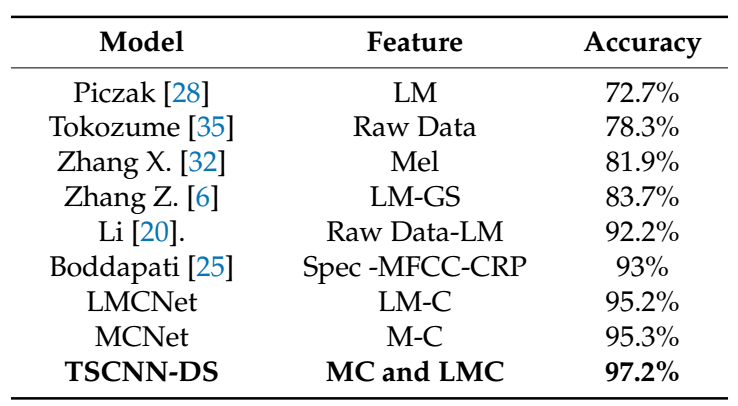 Model Feature Accuracy
Piczak [28] LM 72.7%
Tokozume [35] Raw Data 78.3%
Zhang X. [32] Mel 81.9%
Zhang Z. [6] LM-GS 83.7%
Li [20]. Raw Data-LM 92.2%
Boddapati [25] Spec -MFCC-CRP 93%
LMCNet LM-C 95.2%
MCNet M-C 95.3%
TSCNN-DS MC and LMC 97.2%